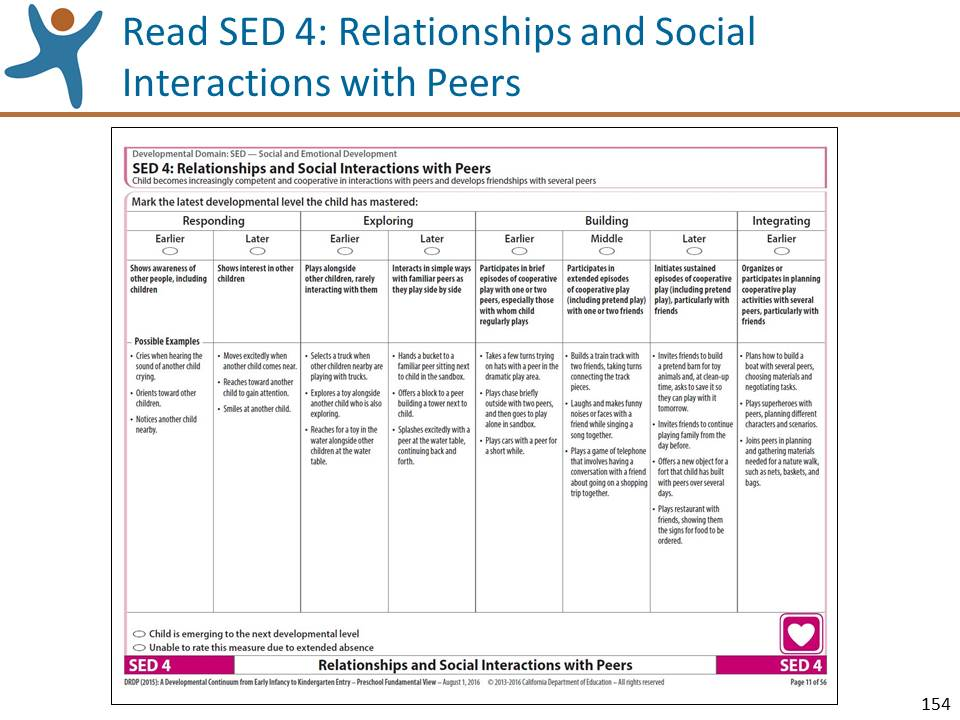 Read SED 4: Relationships and Social
Interactions with Peers
Developmental Domain: SED — Social and Emotional Development
SED 4: Relationships and Social Interactions with Peers
Child becomes increasingly competent and cooperative in interactions with peers and develops friendships with several peers
Mark the latest developmental level the child has mastered:
Responding
Exploring
Building
Integrating
Earlier
Later
Earlier
Later
Earlier
Middle
Later
Earlier
Shows awareness of
other people, including
children
Shows interest in other
children
Plays alongside
other children, rarely
interacting with them
Interacts in simple ways
with familiar peers as
they play side by side
Participates in brief
episodes of cooperative
play with one or two
peers, especially those
with whom child
regularly plays
Participates in
extended episodes
of cooperative play
(including pretend play)
with one or two friends
Initiates sustained
episodes of cooperative
play (including pretend
play), particularly with
friends
Organizes or
participates in planning
cooperative play
activities with several
peers, particularly with
friends
Possible Examples
• Cries when hearing the
sound of another child
crying.
• Orients toward other
children.
• Notices another child
nearby.
• Moves excitedly when
another child comes near.
• Reaches toward another
child to gain attention.
• Smiles at another child.
• Selects a truck when
other children nearby are
playing with trucks.
• Explores a toy alongside
another child who is also
exploring.
• Reaches for a toy in the
water alongside other
children at the water
table.
• Hands a bucket to a
familiar peer sitting next
to child in the sandbox.
• Offers a block to a peer
building a tower next to
child.
• Splashes excitedly with a
peer at the water table,
continuing back and
forth.
• Takes a few turns trying
on hats with a peer in the
dramatic play area.
• Plays chase briefly
outside with two peers,
and then goes to play
alone in sandbox.
• Plays cars with a peer for
a short while.
• Builds a train track with
two friends, taking turns
connecting the track
pieces.
• Laughs and makes funny
noises or faces with a
friend while singing a
song together.
• Plays a game of telephone
that involves having a
conversation with a friend
about going on a shopping
trip together.
• Invites friends to build
a pretend barn for toy
animals and, at clean-up
time, asks to save it so
they can play with it
tomorrow.
• Invites friends to continue
playing family from the
day before.
• Offers a new object for a
fort that child has built
with peers over several
days.
• Plays restaurant with
friends, showing them
the signs for food to be
ordered.
• Plans how to build a
boat with several peers,
choosing materials and
negotiating tasks.
• Plays superheroes with
peers, planning different
characters and scenarios.
• Joins peers in planning
and gathering materials
needed for a nature walk,
such as nets, baskets, and
bags.
Child is emerging to the next developmental level
Unable to rate this measure due to extended absence
SED 4 Relationships and Social Interactions with Peers SED 4
DRDP (2015): A Developmental Continuum from Early Infancy to Kindergarten Entry – Preschool Fundamental View – August 1, 2016 © 2013-2016 California Department of Education – All rights reserved Page 11 of 56
154